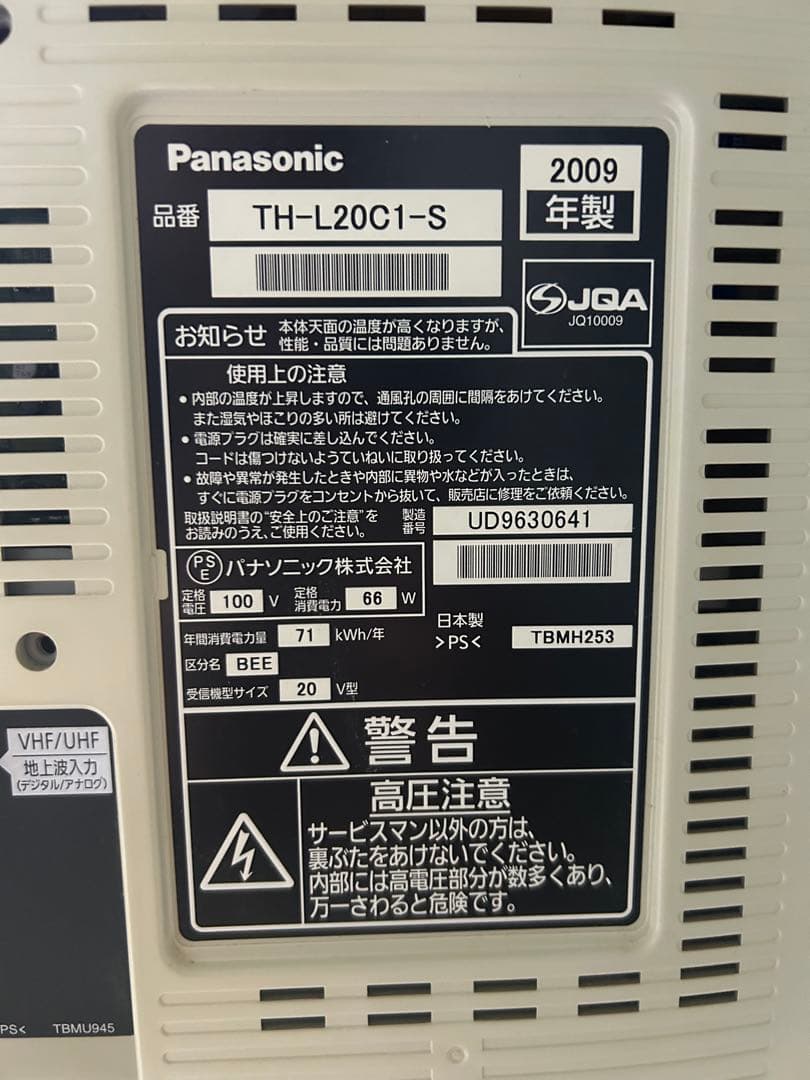 Panasonic
2009
年製
品番 TH-L20C1-S
JQA
JQ10009
お知らせ 本体天面の温度が高くなりますが、
性能・品質には問題ありません。
使用上の注意
• 内部の温度が上昇しますので、通風孔の周囲に間隔をあけてください。
また湿気やほこりの多い所は避けてください。
• 電源プラグは確実に差し込んでください。
コードは傷つけないようていねいに取り扱ってください。
• 故障や異常が発生したときや内部に異物や水などが入ったときは、
すぐに電源プラグをコンセントから抜いて、販売店に修理をご依頼ください。
取扱説明書の"安全上のご注意"を
お読みのうえ、ご使用ください。
製造
番号 UD9630641
PSE パナソニック株式会社
定格
電圧 100 V 定格
消費電力 66 W
年間消費電力量 71 kWh/年
日本製
>PS< TBMH253
区分名 BEE
受信機型サイズ 20 V型
警告
高圧注意
サービスマン以外の方は、
裏ぶたをあけないでください。
内部には高電圧部分が数多くあり、
万一さわると危険です。
VHF/UHF
地上波入力
(デジタル/アナログ)
PS< TBMU945